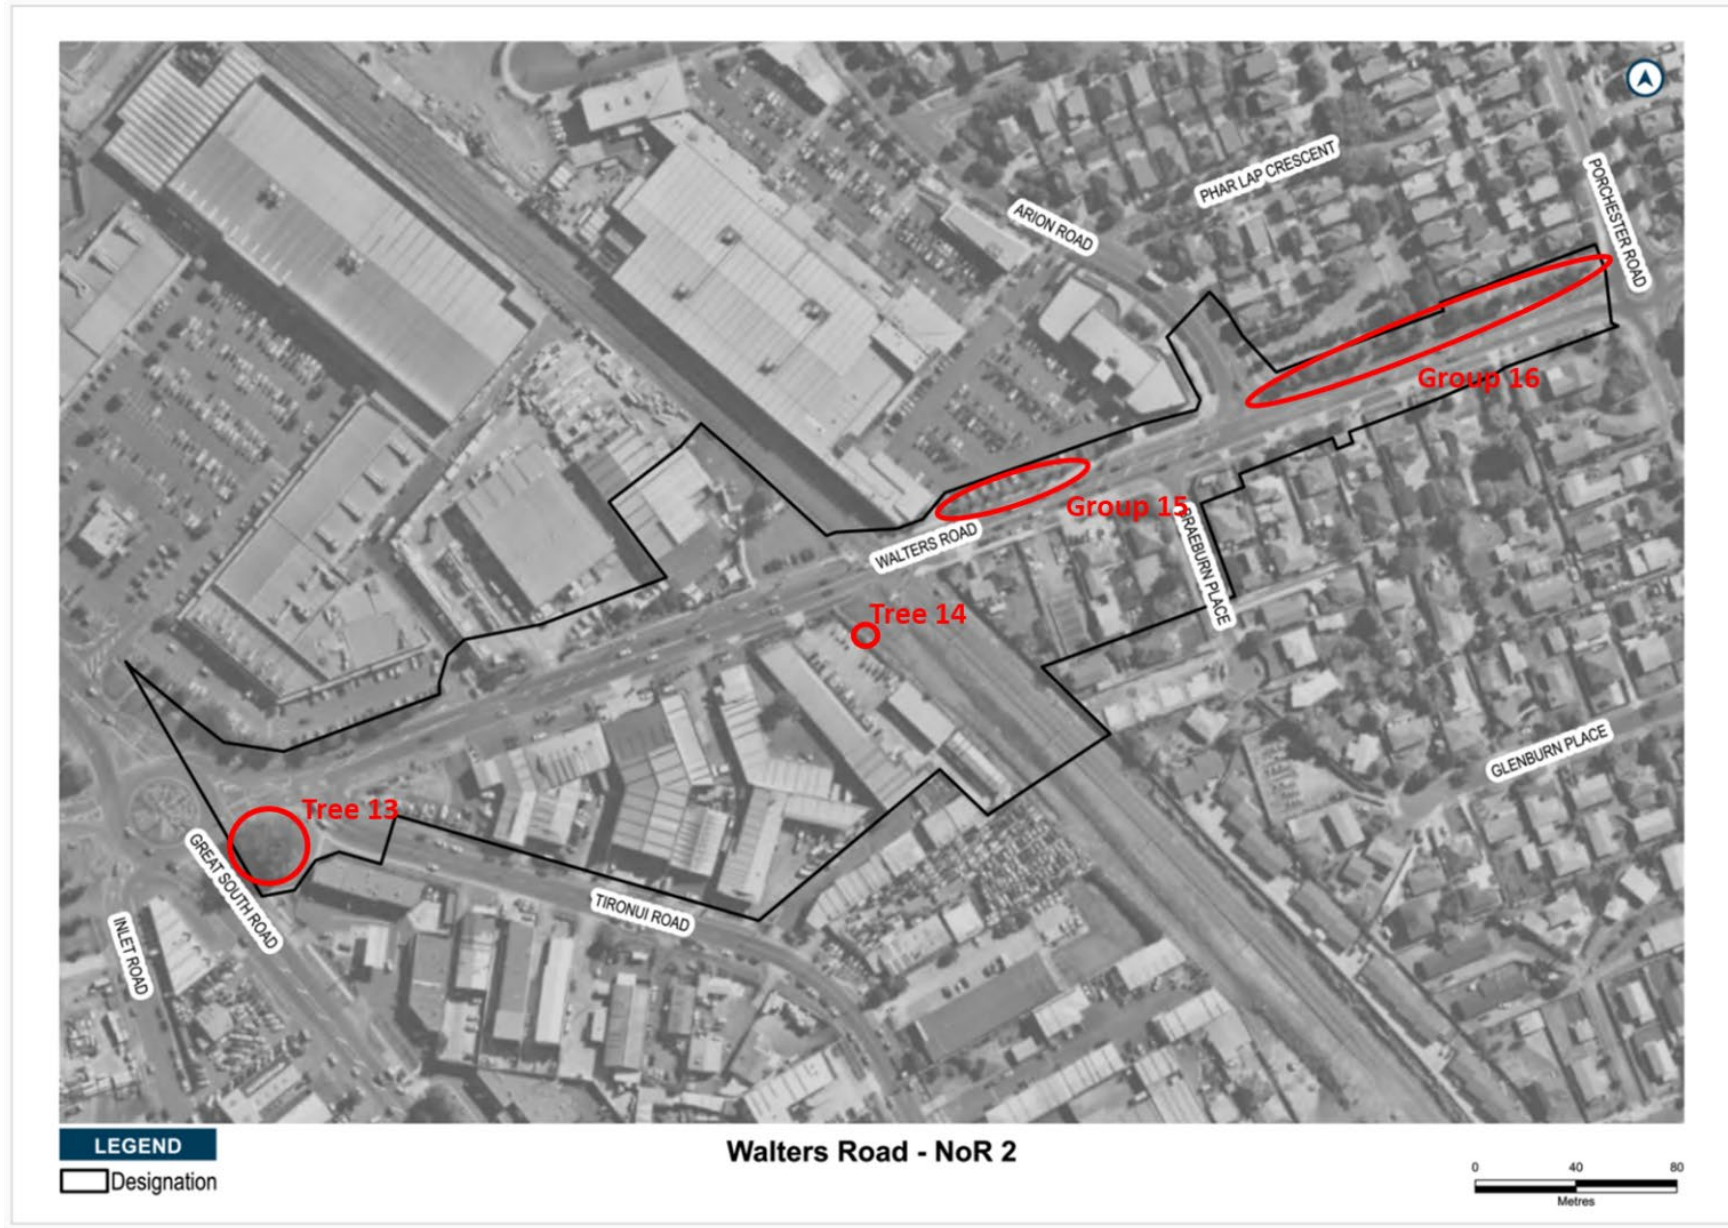 PHAR LAP CRESCENT
PORCHESTER ROAD
ARION ROAD
Group 16
Group 15
WALTERS ROAD
BRAEBURN PLACE
Tree 14
GLENBURN PLACE
Tree 13
GREAT SOUTH ROAD
TIRONUI ROAD
INLET ROAD
LEGEND
Designation
Walters Road - NoR 2
0 40 80
Metres